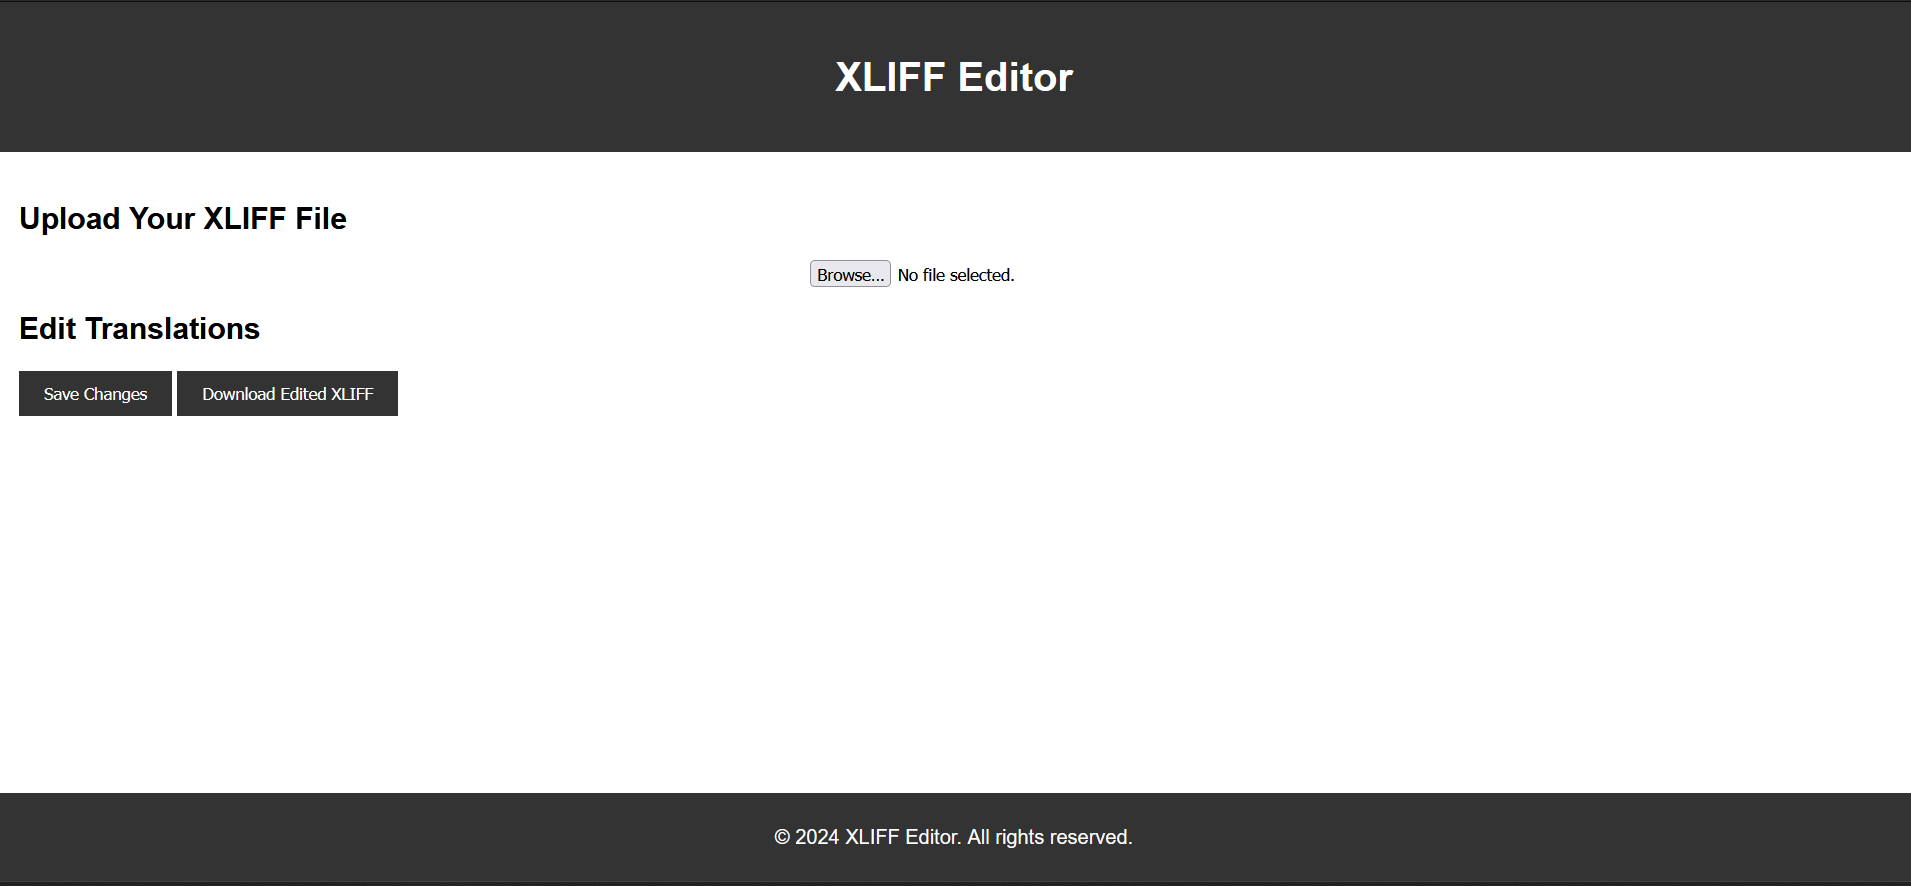 XLIFF Editor
Upload Your XLIFF File
Browse... No file selected.
Edit Translations
Save Changes Download Edited XLIFF
© 2024 XLIFF Editor. All rights reserved.